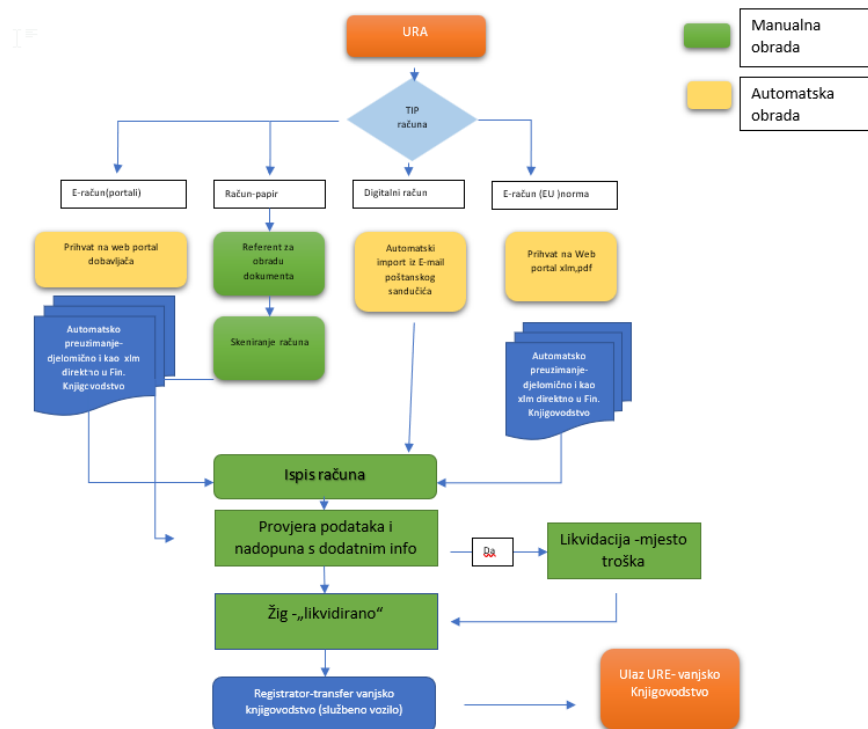 URA
Manualna
obrada
Automatska
obrada
TIP
računa
E-račun(portali)
Račun-papir
Digitalni račun
E-račun (EU )norma
Prihvat na web portal
dobavljača
Referent za
obradu
dokumenta
Automatski
import iz E-mail
poštanskog
sandučića
Prihvat na Web
portal xlm,pdf
Automatsko
preuzimanje-
djelomično i kao xlm
direktno u Fin.
Knjigovodstvo
Skeniranje računa
Automatsko
preuzimanje-
djelomično i kao
xlm direktno u Fin.
Knjigovodstvo
Ispis računa
Provjera podataka i
nadopuna s dodatnim info
Da
Likvidacija -mjesto
troška
Žig -„likvidirano“
Registrator-transfer vanjsko
knjigovodstvo (službeno vozilo)
Ulaz URE- vanjsko
Knjigovodstvo